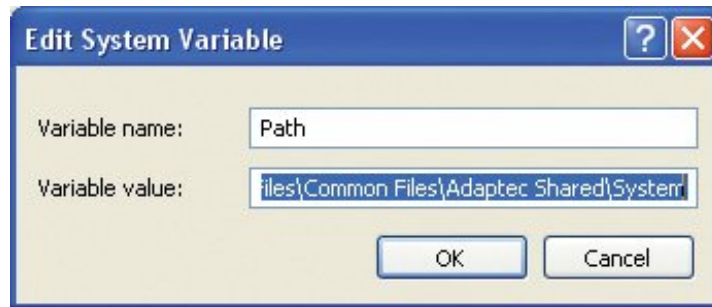 Edit System Variable
Variable name: Path
Variable value: Files\Common Files\Adaptec Shared\System
OK Cancel